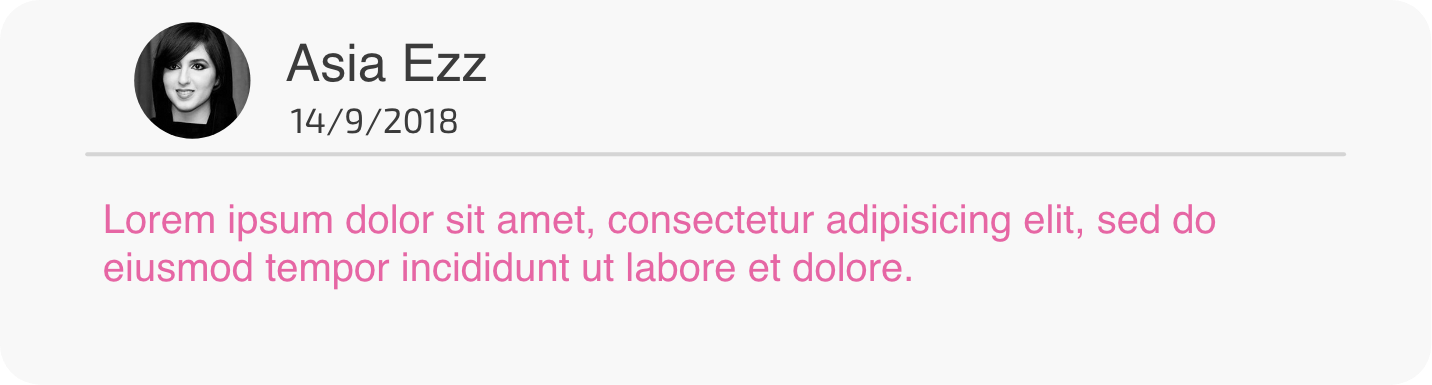 Asia Ezz
14/9/2018
Lorem ipsum dolor sit amet, consectetur adipisicing elit, sed do
eiusmod tempor incididunt ut labore et dolore.